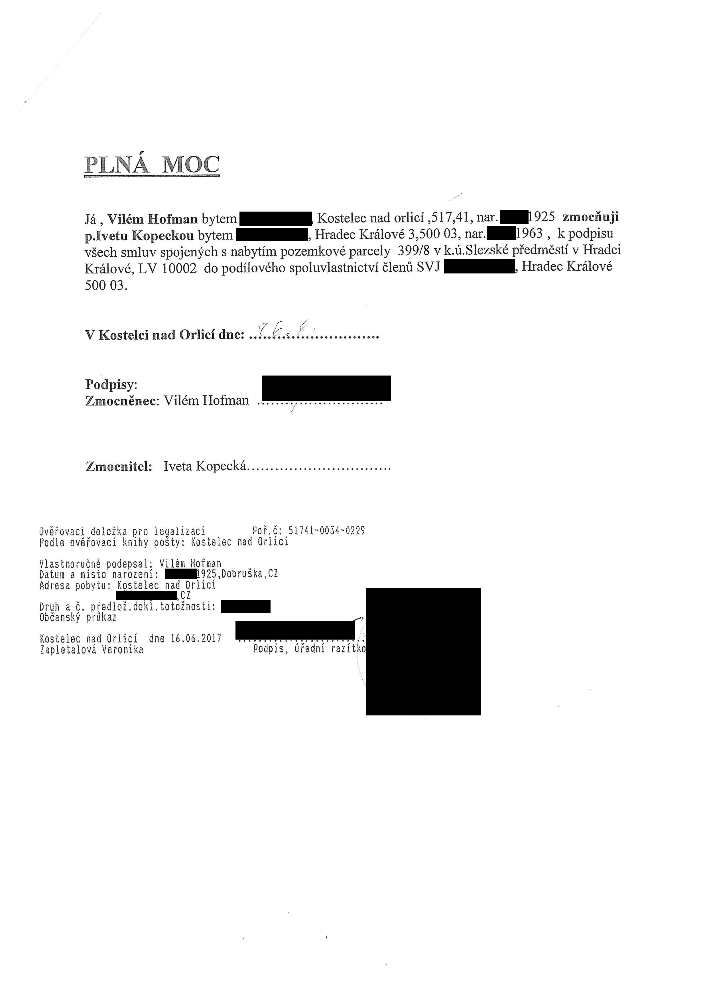 PLNÁ MOC
Já , Vilém Hofman bytem , Kostelec nad orlicí ,517,41, nar. 1925 zmocňuji
p.Ivetu Kopeckou bytem , Hradec Králové 3,500 03, nar. 1963 , k podpisu
všech smluv spojených s nabytím pozemkové parcely 399/8 v k.ú.Slezské předměstí v Hradci
Králové, LV 10002 do podílového spoluvlastnictví členů SVJ , Hradec Králové
500 03.
V Kostelci nad Orlicí dne: ...........................
Podpisy:
Zmocněnec: Vilém Hofman ...........................
Zmocnitel: Iveta Kopecká...............................
Ověřovací doložka pro legalizaci Poř.č: 51741-0034-0229
Podle ověřovací knihy pošty: Kostelec nad Orlicí
Vlastnoručně podepsal: Vilém Hofman
Datum a místo narození: 1925,Dobruška,CZ
Adresa pobytu: Kostelec nad Orlicí
,CZ
Druh a č. předlož.dokl.totožnosti:
Občanský průkaz
Kostelec nad Orlicí dne 16.06.2017
Zapletalová Veronika Podpis, úřední razítko